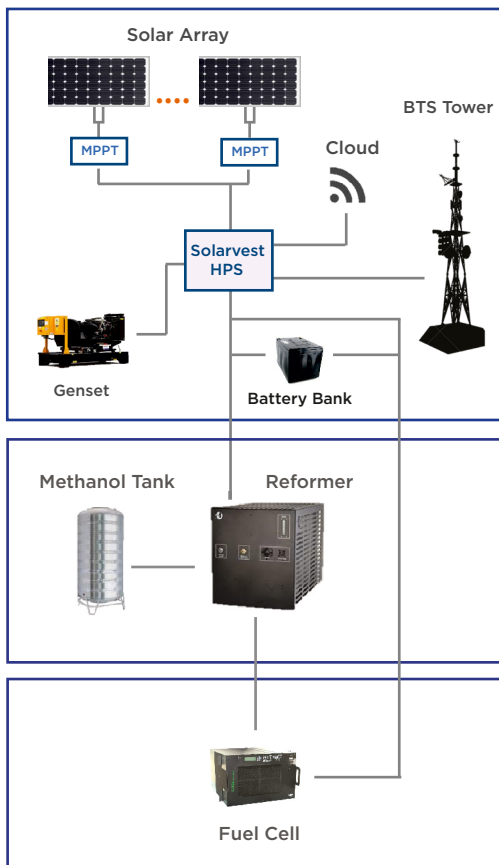 Solar Array
BTS Tower
MPPT
MPPT
Cloud
Solarvest
HPS
Genset
Battery Bank
Methanol Tank
Reformer
Fuel Cell